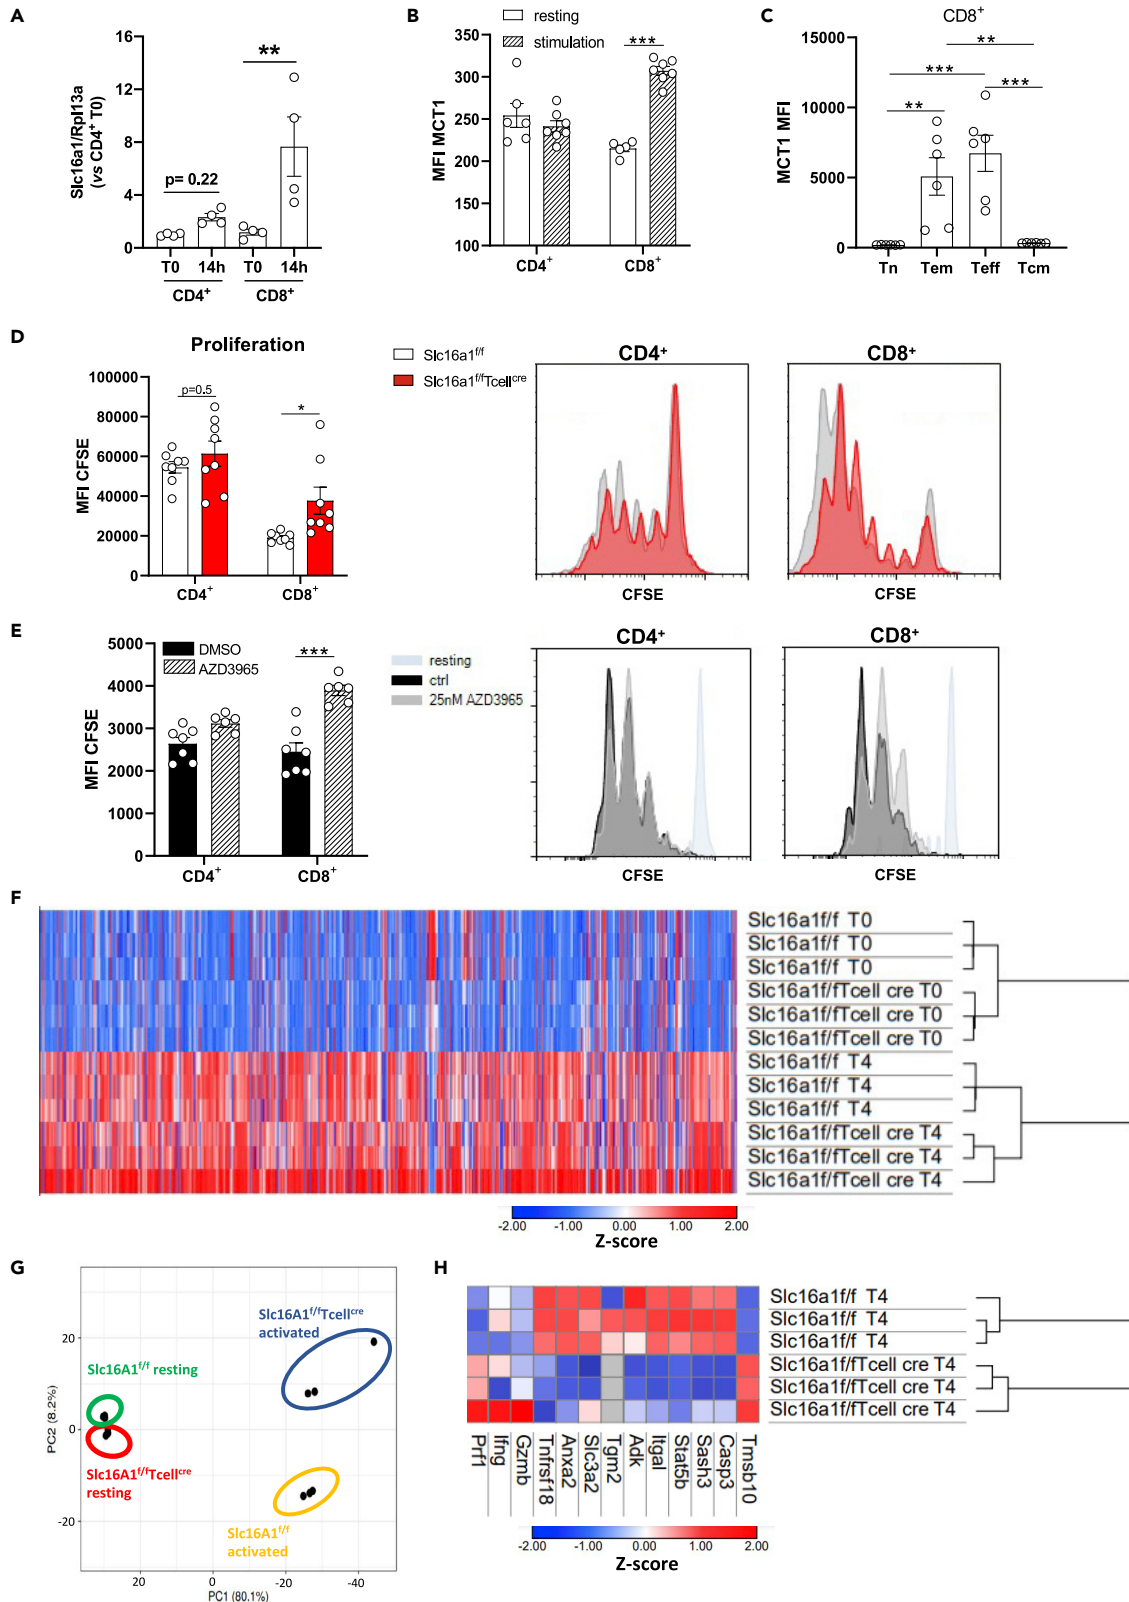 A
16
12
8
4
0
Slc16a1/Rpl13a
(vs CD4⁺ T0)
p= 0.22
**
T0 14h T0 14h
CD4⁺ CD8⁺
B
resting
stimulation
***
350
300
250
200
150
100
MFI MCT1
CD4⁺ CD8⁺
C
CD8⁺
15000
10000
5000
0
MCT1 MFI
**
***
***
**
Tn Tem Teff Tcm
D
Proliferation
Slc16a1f/f
Slc16a1f/fTcellcre
100000
80000
60000
40000
20000
0
MFI CFSE
p=0.5
*
CD4⁺ CD8⁺
CD4⁺
CFSE
CD8⁺
CFSE
E
DMSO
AZD3965
***
5000
4000
3000
2000
1000
0
MFI CFSE
CD4⁺ CD8⁺
resting
ctrl
25nM AZD3965
CD4⁺
CFSE
CD8⁺
CFSE
F
Slc16a1f/f T0
Slc16a1f/f T0
Slc16a1f/f T0
Slc16a1f/fTcell cre T0
Slc16a1f/fTcell cre T0
Slc16a1f/fTcell cre T0
Slc16a1f/f T4
Slc16a1f/f T4
Slc16a1f/f T4
Slc16a1f/fTcell cre T4
Slc16a1f/fTcell cre T4
Slc16a1f/fTcell cre T4
-2.00 -1.00 0.00 1.00 2.00
Z-score
G
Slc16A1f/fTcellcre
activated
Slc16A1f/f resting
Slc16A1f/fTcellcre
resting
Slc16A1f/f
activated
20
0
-20
PC2 (8.2%)
20 0 -20 -40
PC1 (80.1%)
H
Slc16a1f/f T4
Slc16a1f/f T4
Slc16a1f/f T4
Slc16a1f/fTcell cre T4
Slc16a1f/fTcell cre T4
Slc16a1f/fTcell cre T4
Prf1
Ifng
Gzmb
Tnfrsf18
Anxa2
Slc3a2
Tgm2
Adk
Itgal
Stat5b
Sash3
Casp3
Tmsb10
-2.00 -1.00 0.00 1.00 2.00
Z-score